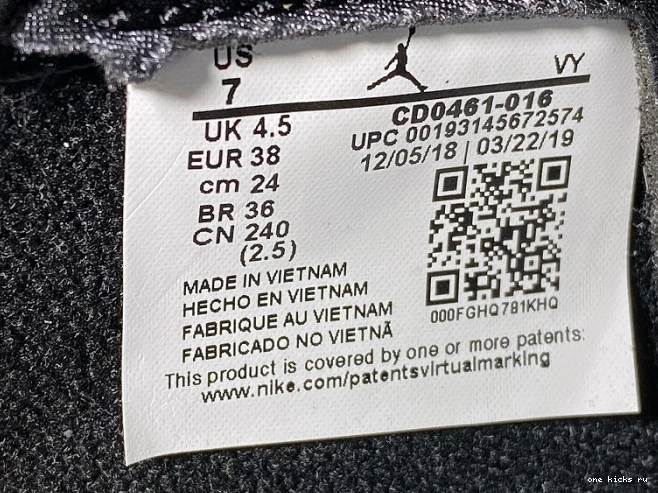 US
7
VY
UK 4.5
EUR 38
cm 24
BR 36
CN 240
(2.5)
CD0461-016
UPC 00193145672574
12/05/18 | 03/22/19
000FGHQ781KHQ
MADE IN VIETNAM
HECHO EN VIETNAM
FABRIQUE AU VIETNAM
FABRICADO NO VIETNÃ
This product is covered by one or more patents:
www.nike.com/patentsvirtualmarking
one kicks ru